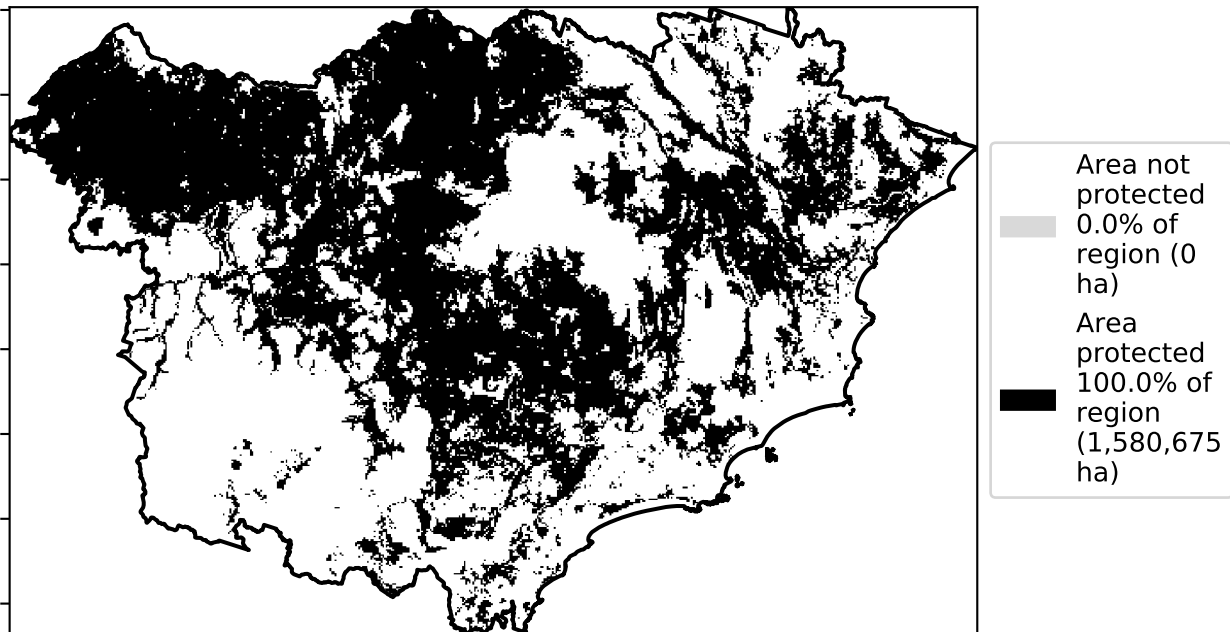 Area not
protected
0.0% of
region (0
ha)
Area
protected
100.0% of
region
(1,580,675
ha)